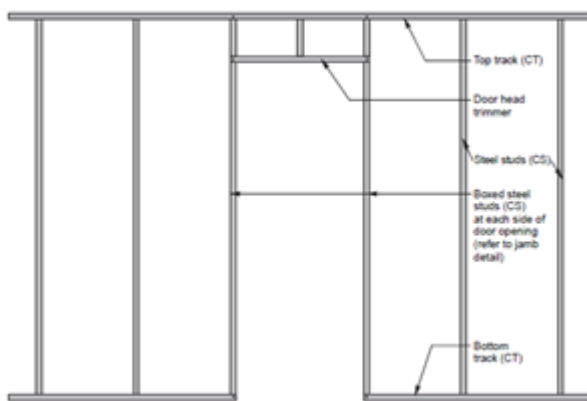 Top track (CT)
Door head
trimmer
Steel studs (CS)
Boxed steel
studs (CS)
at each side of
door opening
(refer to jamb
detail)
Bottom
track (CT)